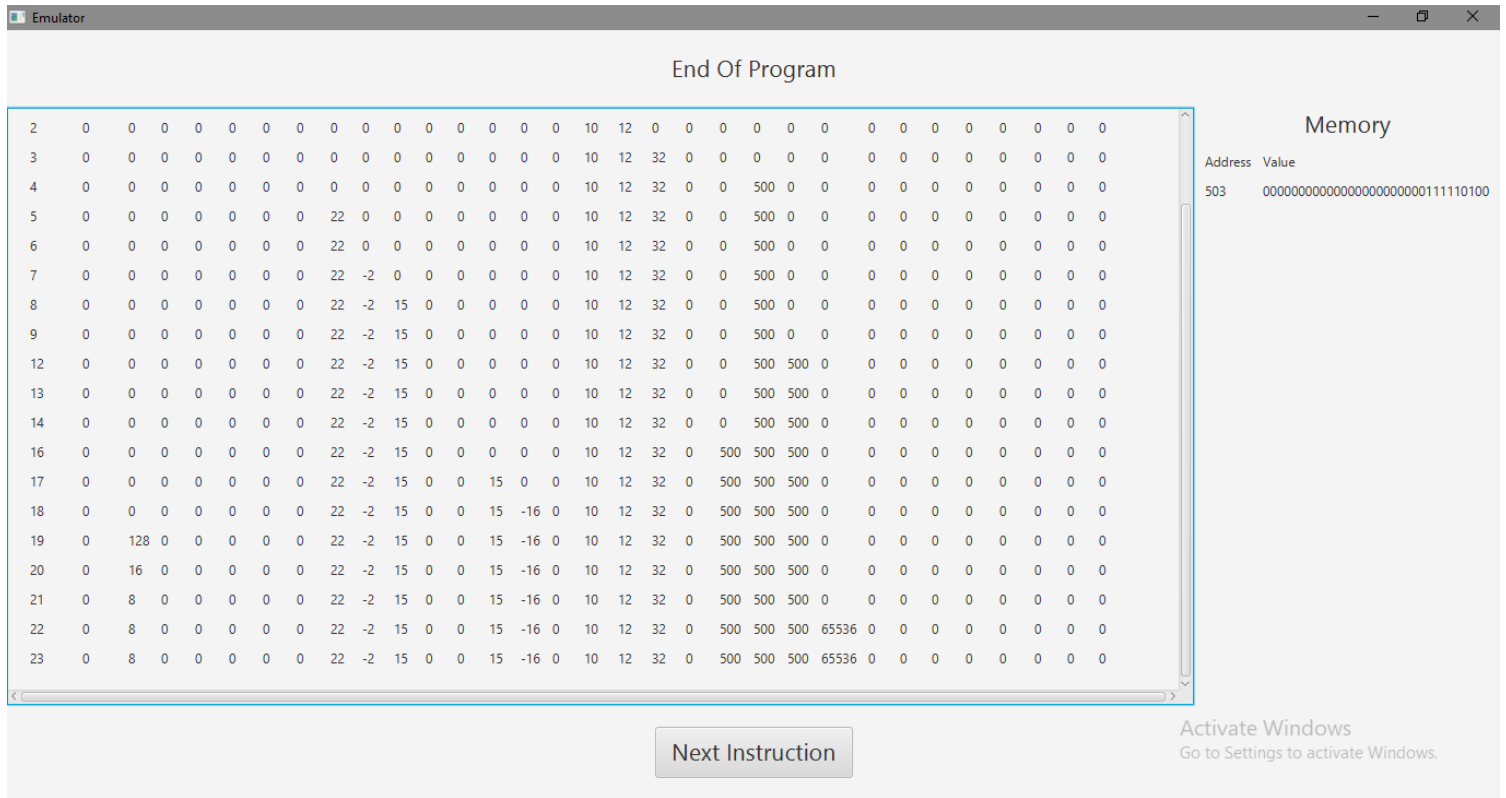 Emulator
End Of Program
2 0 0 0 0 0 0 0 0 0 0 0 0 0 0 0 10 12 0 0 0 0 0 0 0 0 0 0 0 0 0 0
3 0 0 0 0 0 0 0 0 0 0 0 0 0 0 0 10 12 32 0 0 0 0 0 0 0 0 0 0 0 0 0
4 0 0 0 0 0 0 0 0 0 0 0 0 0 0 0 10 12 32 0 0 500 0 0 0 0 0 0 0 0 0 0
5 0 0 0 0 0 0 0 22 0 0 0 0 0 0 0 10 12 32 0 0 500 0 0 0 0 0 0 0 0 0 0
6 0 0 0 0 0 0 0 22 0 0 0 0 0 0 0 10 12 32 0 0 500 0 0 0 0 0 0 0 0 0 0
7 0 0 0 0 0 0 0 22 -2 0 0 0 0 0 0 10 12 32 0 0 500 0 0 0 0 0 0 0 0 0 0
8 0 0 0 0 0 0 0 22 -2 15 0 0 0 0 0 10 12 32 0 0 500 0 0 0 0 0 0 0 0 0 0
9 0 0 0 0 0 0 0 22 -2 15 0 0 0 0 0 10 12 32 0 0 500 0 0 0 0 0 0 0 0 0 0
12 0 0 0 0 0 0 0 22 -2 15 0 0 0 0 0 10 12 32 0 0 500 500 0 0 0 0 0 0 0 0 0
13 0 0 0 0 0 0 0 22 -2 15 0 0 0 0 0 10 12 32 0 0 500 500 0 0 0 0 0 0 0 0 0
14 0 0 0 0 0 0 0 22 -2 15 0 0 0 0 0 10 12 32 0 0 500 500 0 0 0 0 0 0 0 0 0
16 0 0 0 0 0 0 0 22 -2 15 0 0 0 0 0 10 12 32 0 500 500 500 0 0 0 0 0 0 0 0 0
17 0 0 0 0 0 0 0 22 -2 15 0 0 15 0 0 10 12 32 0 500 500 500 0 0 0 0 0 0 0 0 0
18 0 0 0 0 0 0 0 22 -2 15 0 0 15 -16 0 10 12 32 0 500 500 500 0 0 0 0 0 0 0 0 0
19 0 128 0 0 0 0 0 22 -2 15 0 0 15 -16 0 10 12 32 0 500 500 500 0 0 0 0 0 0 0 0 0
20 0 16 0 0 0 0 0 22 -2 15 0 0 15 -16 0 10 12 32 0 500 500 500 0 0 0 0 0 0 0 0 0
21 0 8 0 0 0 0 0 22 -2 15 0 0 15 -16 0 10 12 32 0 500 500 500 0 0 0 0 0 0 0 0 0
22 0 8 0 0 0 0 0 22 -2 15 0 0 15 -16 0 10 12 32 0 500 500 500 65536 0 0 0 0 0 0 0 0
23 0 8 0 0 0 0 0 22 -2 15 0 0 15 -16 0 10 12 32 0 500 500 500 65536 0 0 0 0 0 0 0 0
Memory
Address Value
503 00000000000000000000000111110100
Next Instruction
Activate Windows
Go to Settings to activate Windows.